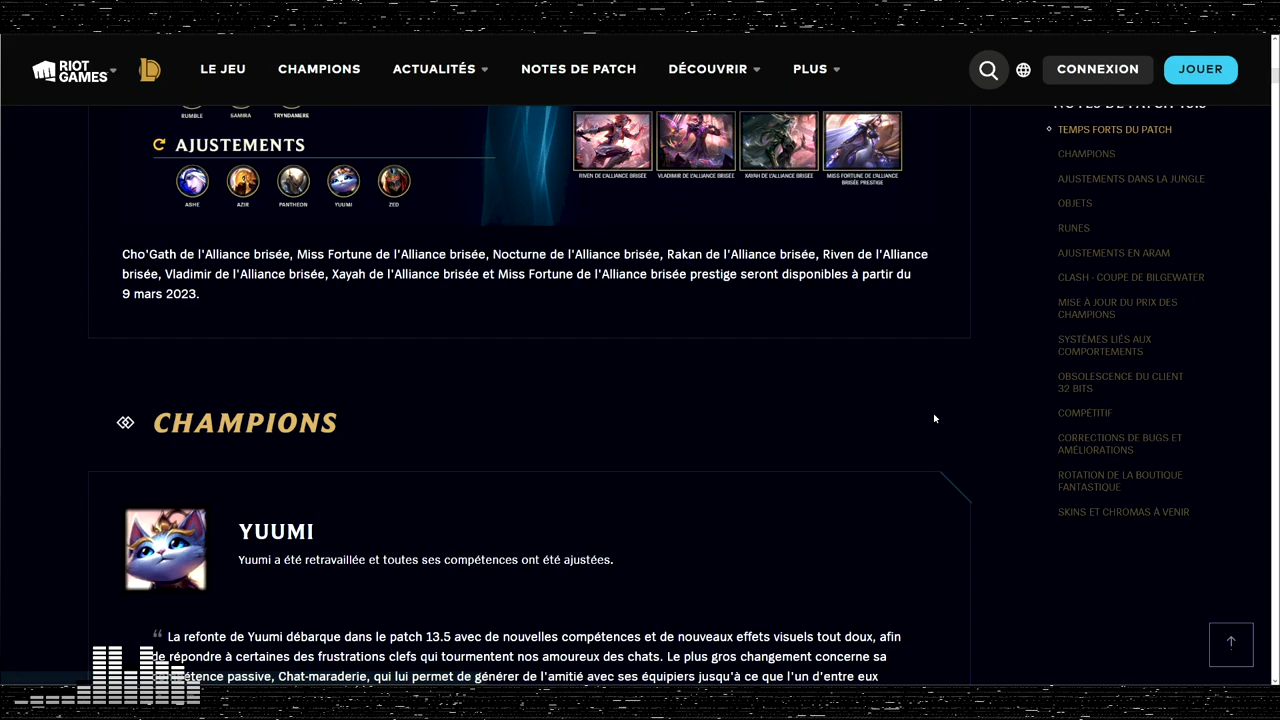 RIOT GAMES
LE JEU
CHAMPIONS
ACTUALITÉS
NOTES DE PATCH
DÉCOUVRIR
PLUS
CONNEXION
JOUER
RUMBLE
SAMIRA
TRYNDAMERE
AJUSTEMENTS
ASHE
AZIR
PANTHEON
YUUMI
ZED
RIVEN DE L'ALLIANCE BRISÉE
VLADIMIR DE L'ALLIANCE BRISÉE
XAYAH DE L'ALLIANCE BRISÉE
MISS FORTUNE DE L'ALLIANCE
BRISÉE PRESTIGE
Cho'Gath de l'Alliance brisée, Miss Fortune de l'Alliance brisée, Nocturne de l'Alliance brisée, Rakan de l'Alliance brisée, Riven de l'Alliance
brisée, Vladimir de l'Alliance brisée, Xayah de l'Alliance brisée et Miss Fortune de l'Alliance brisée prestige seront disponibles à partir du
9 mars 2023.
CHAMPIONS
YUUMI
Yuumi a été retravaillée et toutes ses compétences ont été ajustées.
“ La refonte de Yuumi débarque dans le patch 13.5 avec de nouvelles compétences et de nouveaux effets visuels tout doux, afin
de répondre à certaines des frustrations clefs qui tourmentent nos amoureux des chats. Le plus gros changement concerne sa
compétence passive, Chat-maraderie, qui lui permet de générer de l'amitié avec ses équipiers jusqu'à ce que l'un d'entre eux
NOTES DE PATCH 13.5
TEMPS FORTS DU PATCH
CHAMPIONS
AJUSTEMENTS DANS LA JUNGLE
OBJETS
RUNES
AJUSTEMENTS EN ARAM
CLASH - COUPE DE BILGEWATER
MISE À JOUR DU PRIX DES
CHAMPIONS
SYSTÈMES LIÉS AUX
COMPORTEMENTS
OBSOLESCENCE DU CLIENT
32 BITS
COMPÉTITIF
CORRECTIONS DE BUGS ET
AMÉLIORATIONS
ROTATION DE LA BOUTIQUE
FANTASTIQUE
SKINS ET CHROMAS À VENIR